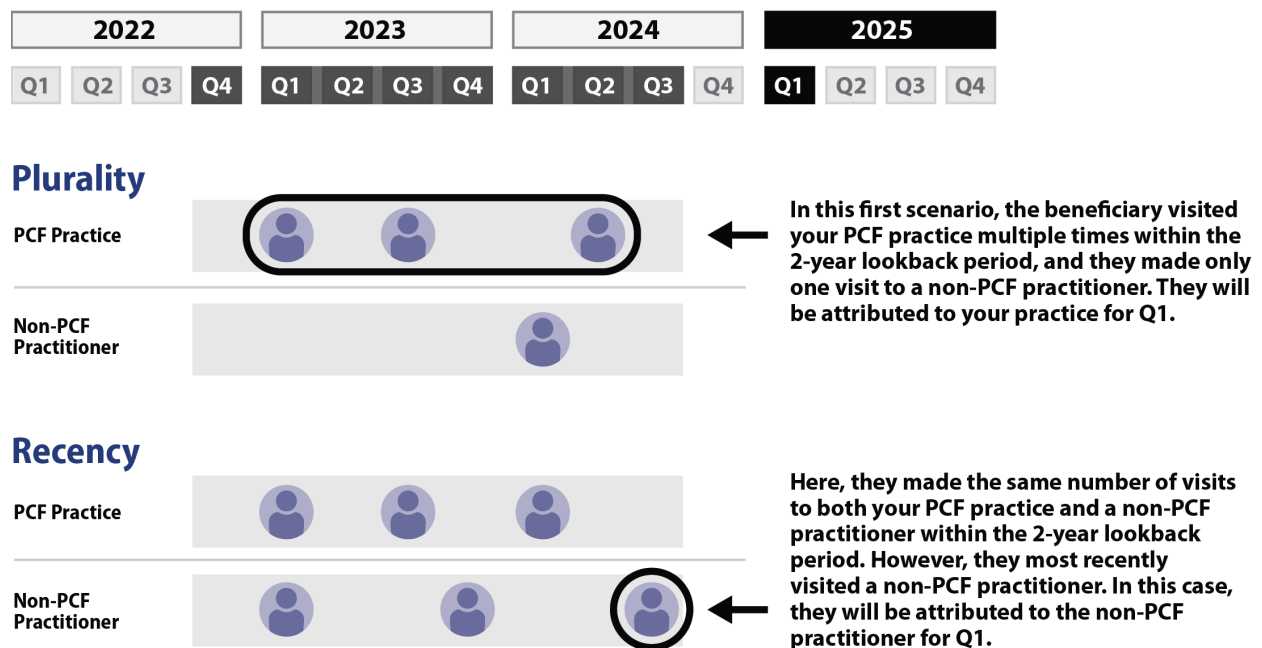 2022 2023 2024 2025
Q1 Q2 Q3 Q4 Q1 Q2 Q3 Q4 Q1 Q2 Q3 Q4 Q1 Q2 Q3 Q4
Plurality
PCF Practice
Non-PCF
Practitioner
In this first scenario, the beneficiary visited
your PCF practice multiple times within the
2-year lookback period, and they made only
one visit to a non-PCF practitioner. They will
be attributed to your practice for Q1.
Recency
PCF Practice
Non-PCF
Practitioner
Here, they made the same number of visits
to both your PCF practice and a non-PCF
practitioner within the 2-year lookback
period. However, they most recently
visited a non-PCF practitioner. In this case,
they will be attributed to the non-PCF
practitioner for Q1.